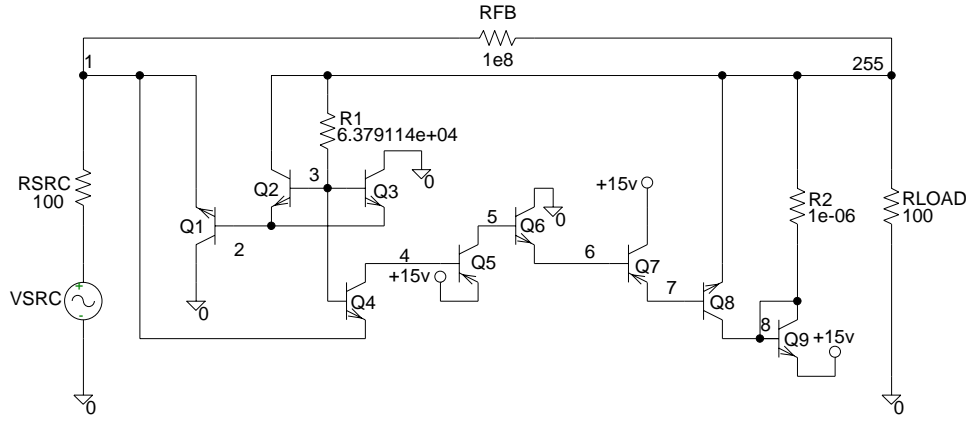 RFB
1e8
1
255
R1
6.379114e+04
Q2
3
Q3
0
RSRC
100
Q1
2
+15v
R2
1e-06
RLOAD
100
5
Q6
0
4
Q5
+15v
6
Q7
Q4
7
Q8
VSRC
+
-
0
8
Q9
+15v
0
0